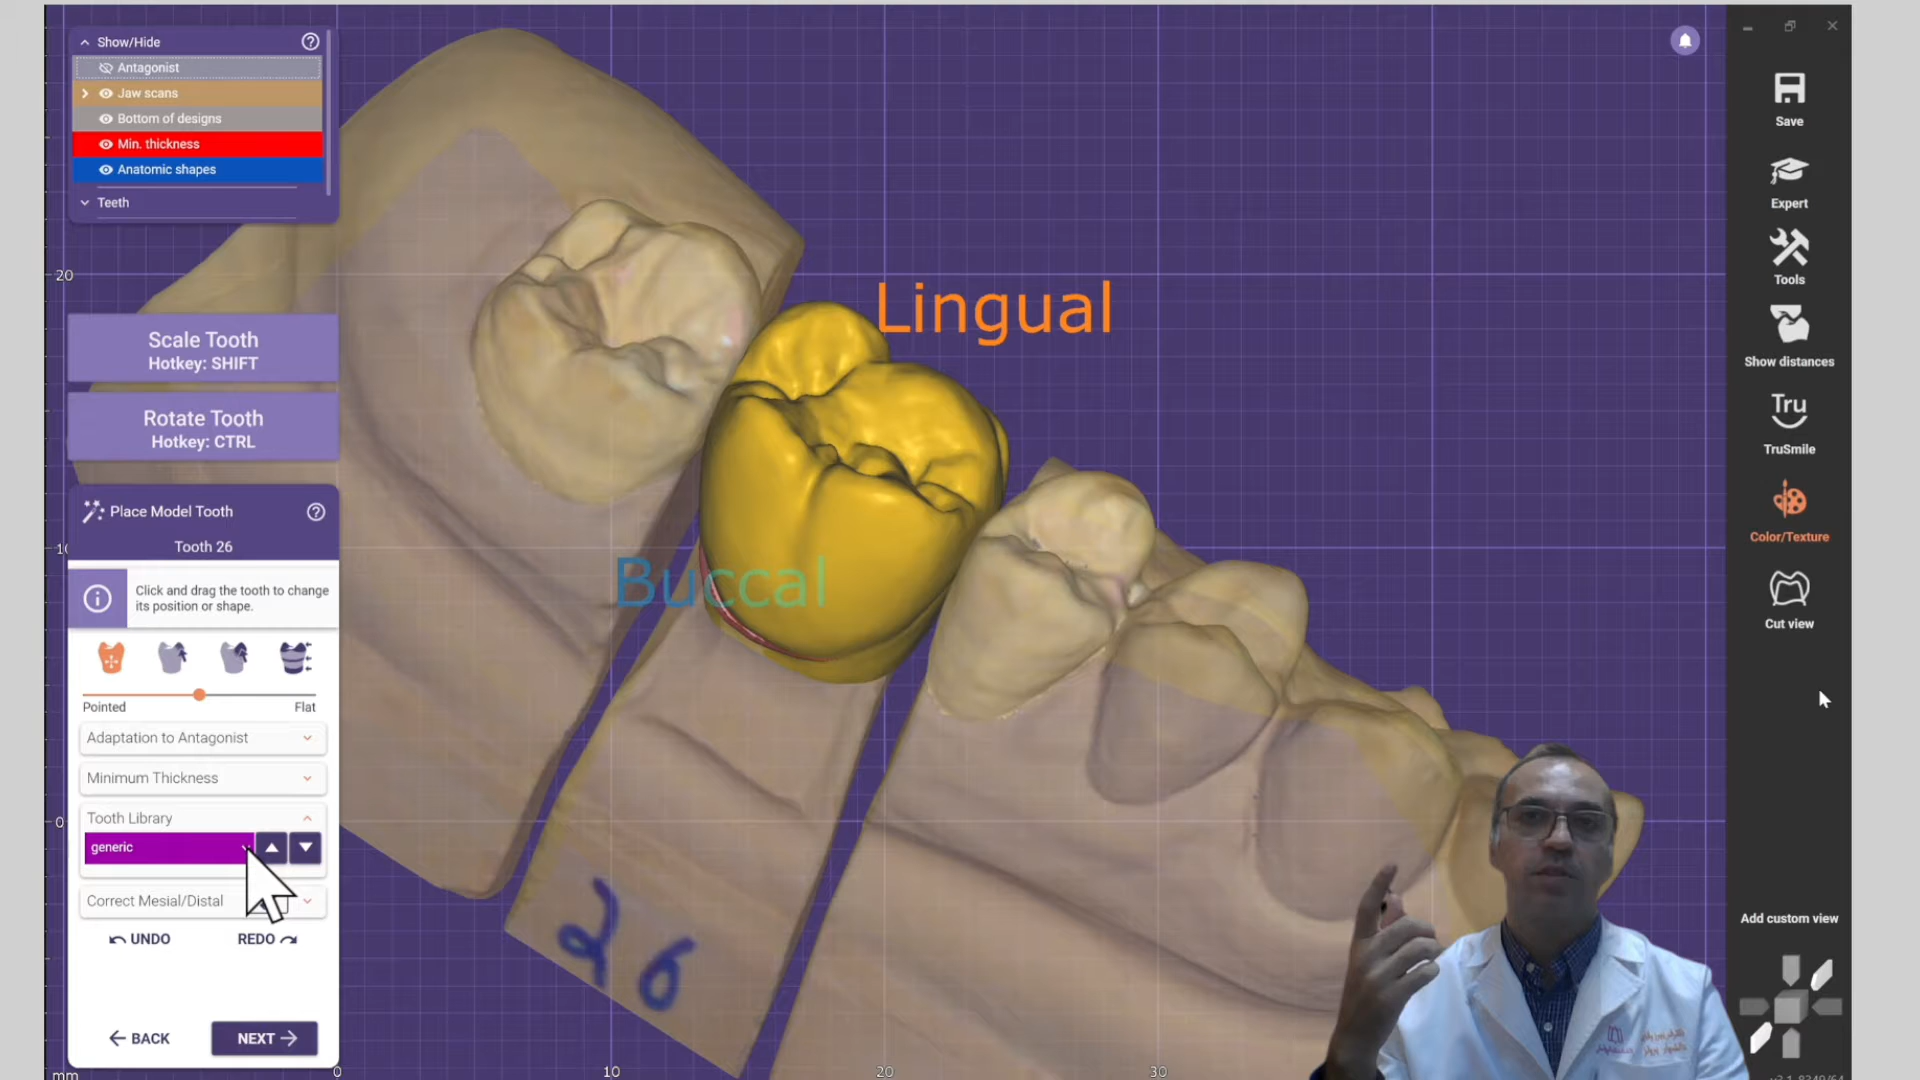 Show/Hide
Antagonist
Jaw scans
Bottom of designs
Min. thickness
Anatomic shapes
Teeth
Scale Tooth
Hotkey: SHIFT
Rotate Tooth
Hotkey: CTRL
Place Model Tooth
Tooth 26
Click and drag the tooth to change
its position or shape.
Pointed
Flat
Adaptation to Antagonist
Minimum Thickness
Tooth Library
generic
Correct Mesial/Distal
UNDO
REDO
BACK
NEXT
20
10
0
mm
0
10
20
30
Lingual
Buccal
26
Save
Expert
Tools
Show distances
Tru
TruSmile
Color/Texture
Cut view
Add custom view